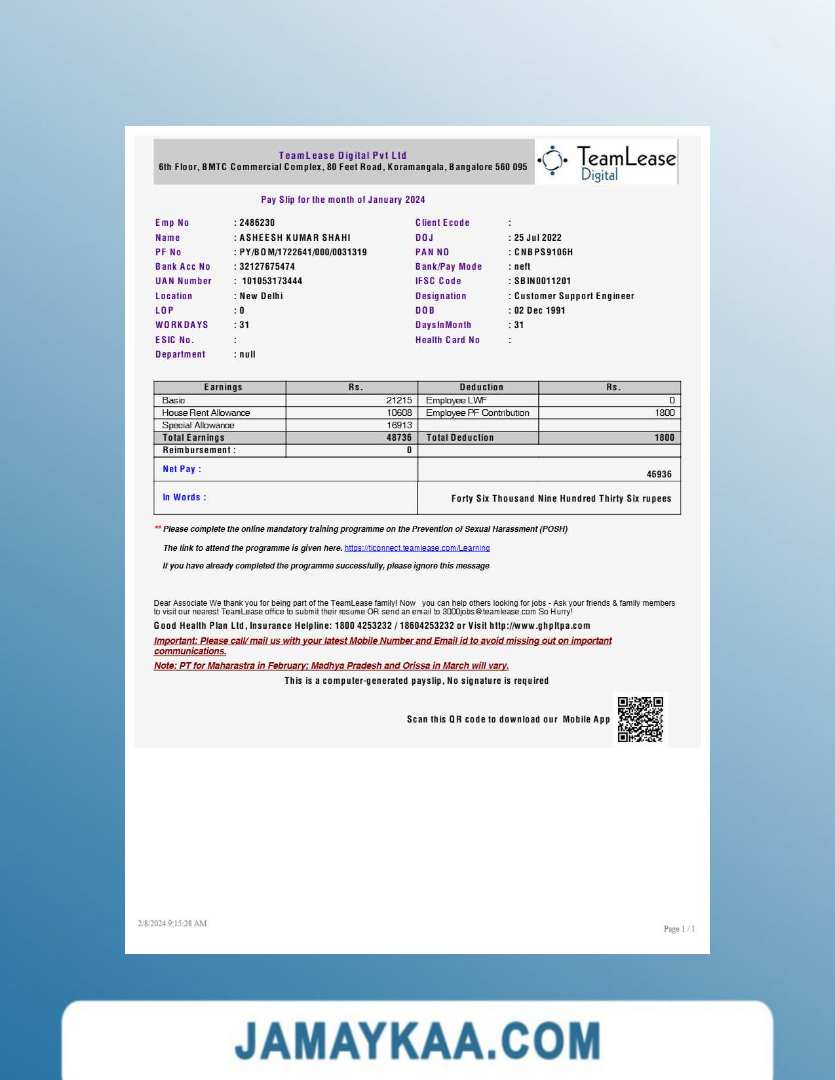 TeamLease Digital Pvt Ltd
6th Floor, BMTC Commercial Complex, 80 Feet Road, Koramangala, Bangalore 560 095
TeamLease
Digital
Pay Slip for the month of January 2024
Emp No : 2486230 Client Ecode :
Name : ASHEESH KUMAR SHAHI DOJ : 25 Jul 2022
PF No : PY/BOM/1722641/000/0031319 PAN NO : CNBPS9106H
Bank Acc No : 32127675474 Bank/Pay Mode : neft
UAN Number : 101053173444 IFSC Code : SBIN0011201
Location : New Delhi Designation : Customer Support Engineer
LOP : 0 DOB : 02 Dec 1991
WORKDAYS : 31 DaysInMonth : 31
ESIC No. : Health Card No :
Department : null
Earnings Rs. Deduction Rs.
Basic 21215 Employee LWF 0
House Rent Allowance 10608 Employee PF Contribution 1800
Special Allowance 16913
Total Earnings 48736 Total Deduction 1800
Reimbursement : 0
Net Pay : 46936
In Words : Forty Six Thousand Nine Hundred Thirty Six rupees
** Please complete the online mandatory training programme on the Prevention of Sexual Harassment (POSH)
The link to attend the programme is given here. https://tlconnect.teamlease.com/Learning
If you have already completed the programme successfully, please ignore this message
Dear Associate We thank you for being part of the TeamLease family! Now you can help others looking for jobs - Ask your friends & family members
to visit our nearest TeamLease office to submit their resume OR send an email to 3000jobs@teamlease.com So Hurry!
Good Health Plan Ltd, Insurance Helpline: 1800 4253232 / 18604253232 or Visit http://www.ghpltpa.com
Important: Please call/ mail us with your latest Mobile Number and Email id to avoid missing out on important
communications.
Note: PT for Maharastra in February; Madhya Pradesh and Orissa in March will vary.
This is a computer-generated payslip, No signature is required
Scan this QR code to download our Mobile App
2/8/2024 9:15:28 AM
Page 1 / 1
JAMAYKAA.COM